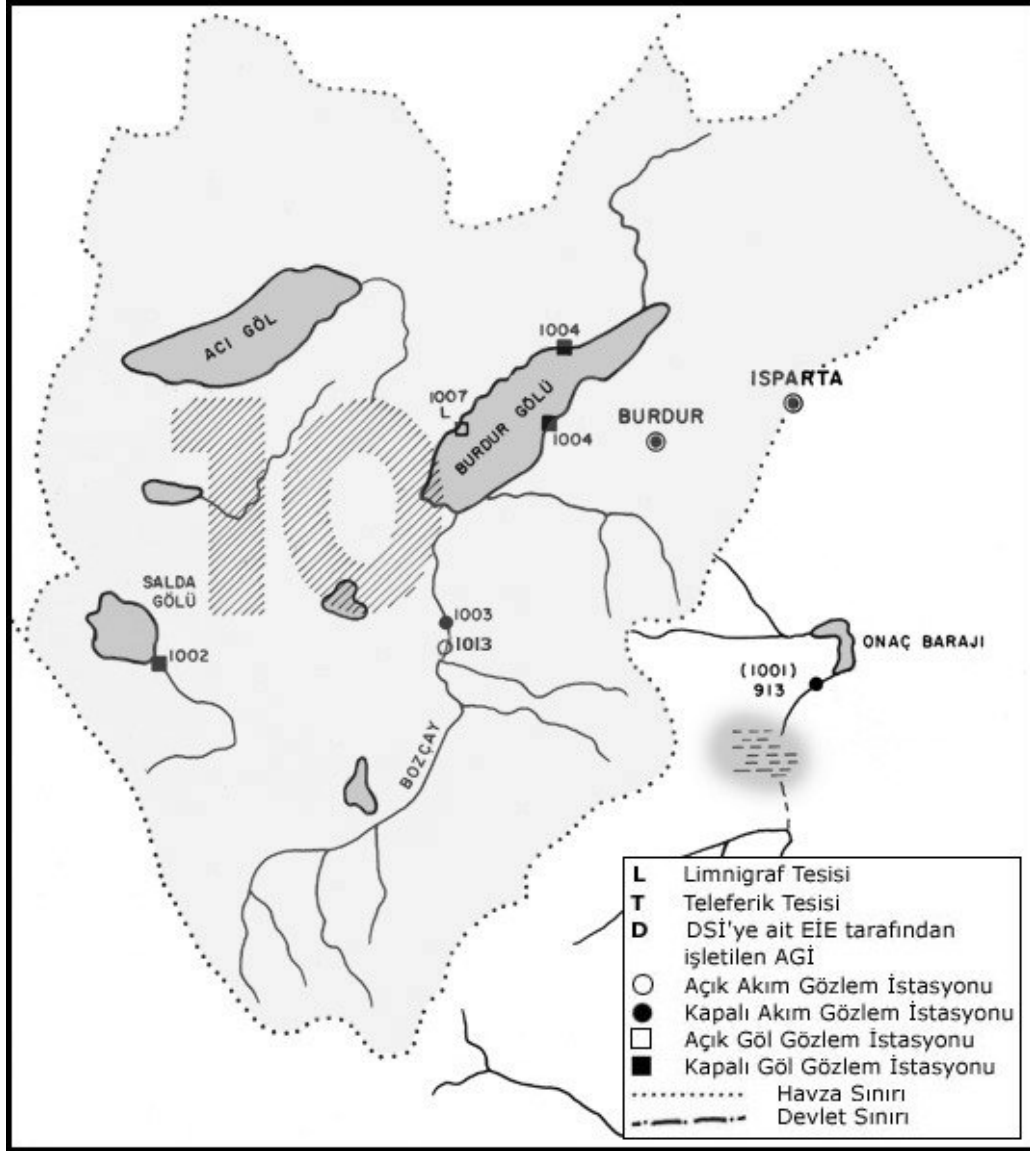 ACI GÖL
1004
ISPARTA
1007
L
BURDUR GÖLÜ
BURDUR
1004
10
SALDA
GÖLÜ
1003
1013
ONAÇ BARAJI
1002
(1001)
913
BOZÇAY
L Limnigraf Tesisi
T Teleferik Tesisi
D DSİ'ye ait EİE tarafından
işletilen AGİ
Açık Akım Gözlem İstasyonu
Kapalı Akım Gözlem İstasyonu
Açık Göl Gözlem İstasyonu
Kapalı Göl Gözlem İstasyonu
Havza Sınırı
Devlet Sınırı